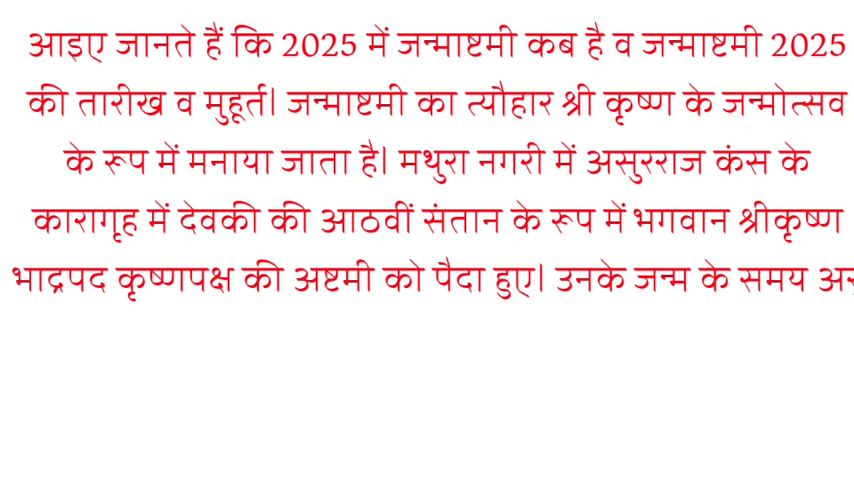 आइए जानते हैं कि 2025 में जन्माष्टमी कब है व जन्माष्टमी 2025
की तारीख व मुहूर्त। जन्माष्टमी का त्यौहार श्री कृष्ण के जन्मोत्सव
के रूप में मनाया जाता है। मथुरा नगरी में असुरराज कंस के
कारागृह में देवकी की आठवीं संतान के रूप में भगवान श्रीकृष्ण
भाद्रपद कृष्णपक्ष की अष्टमी को पैदा हुए। उनके जन्म के समय